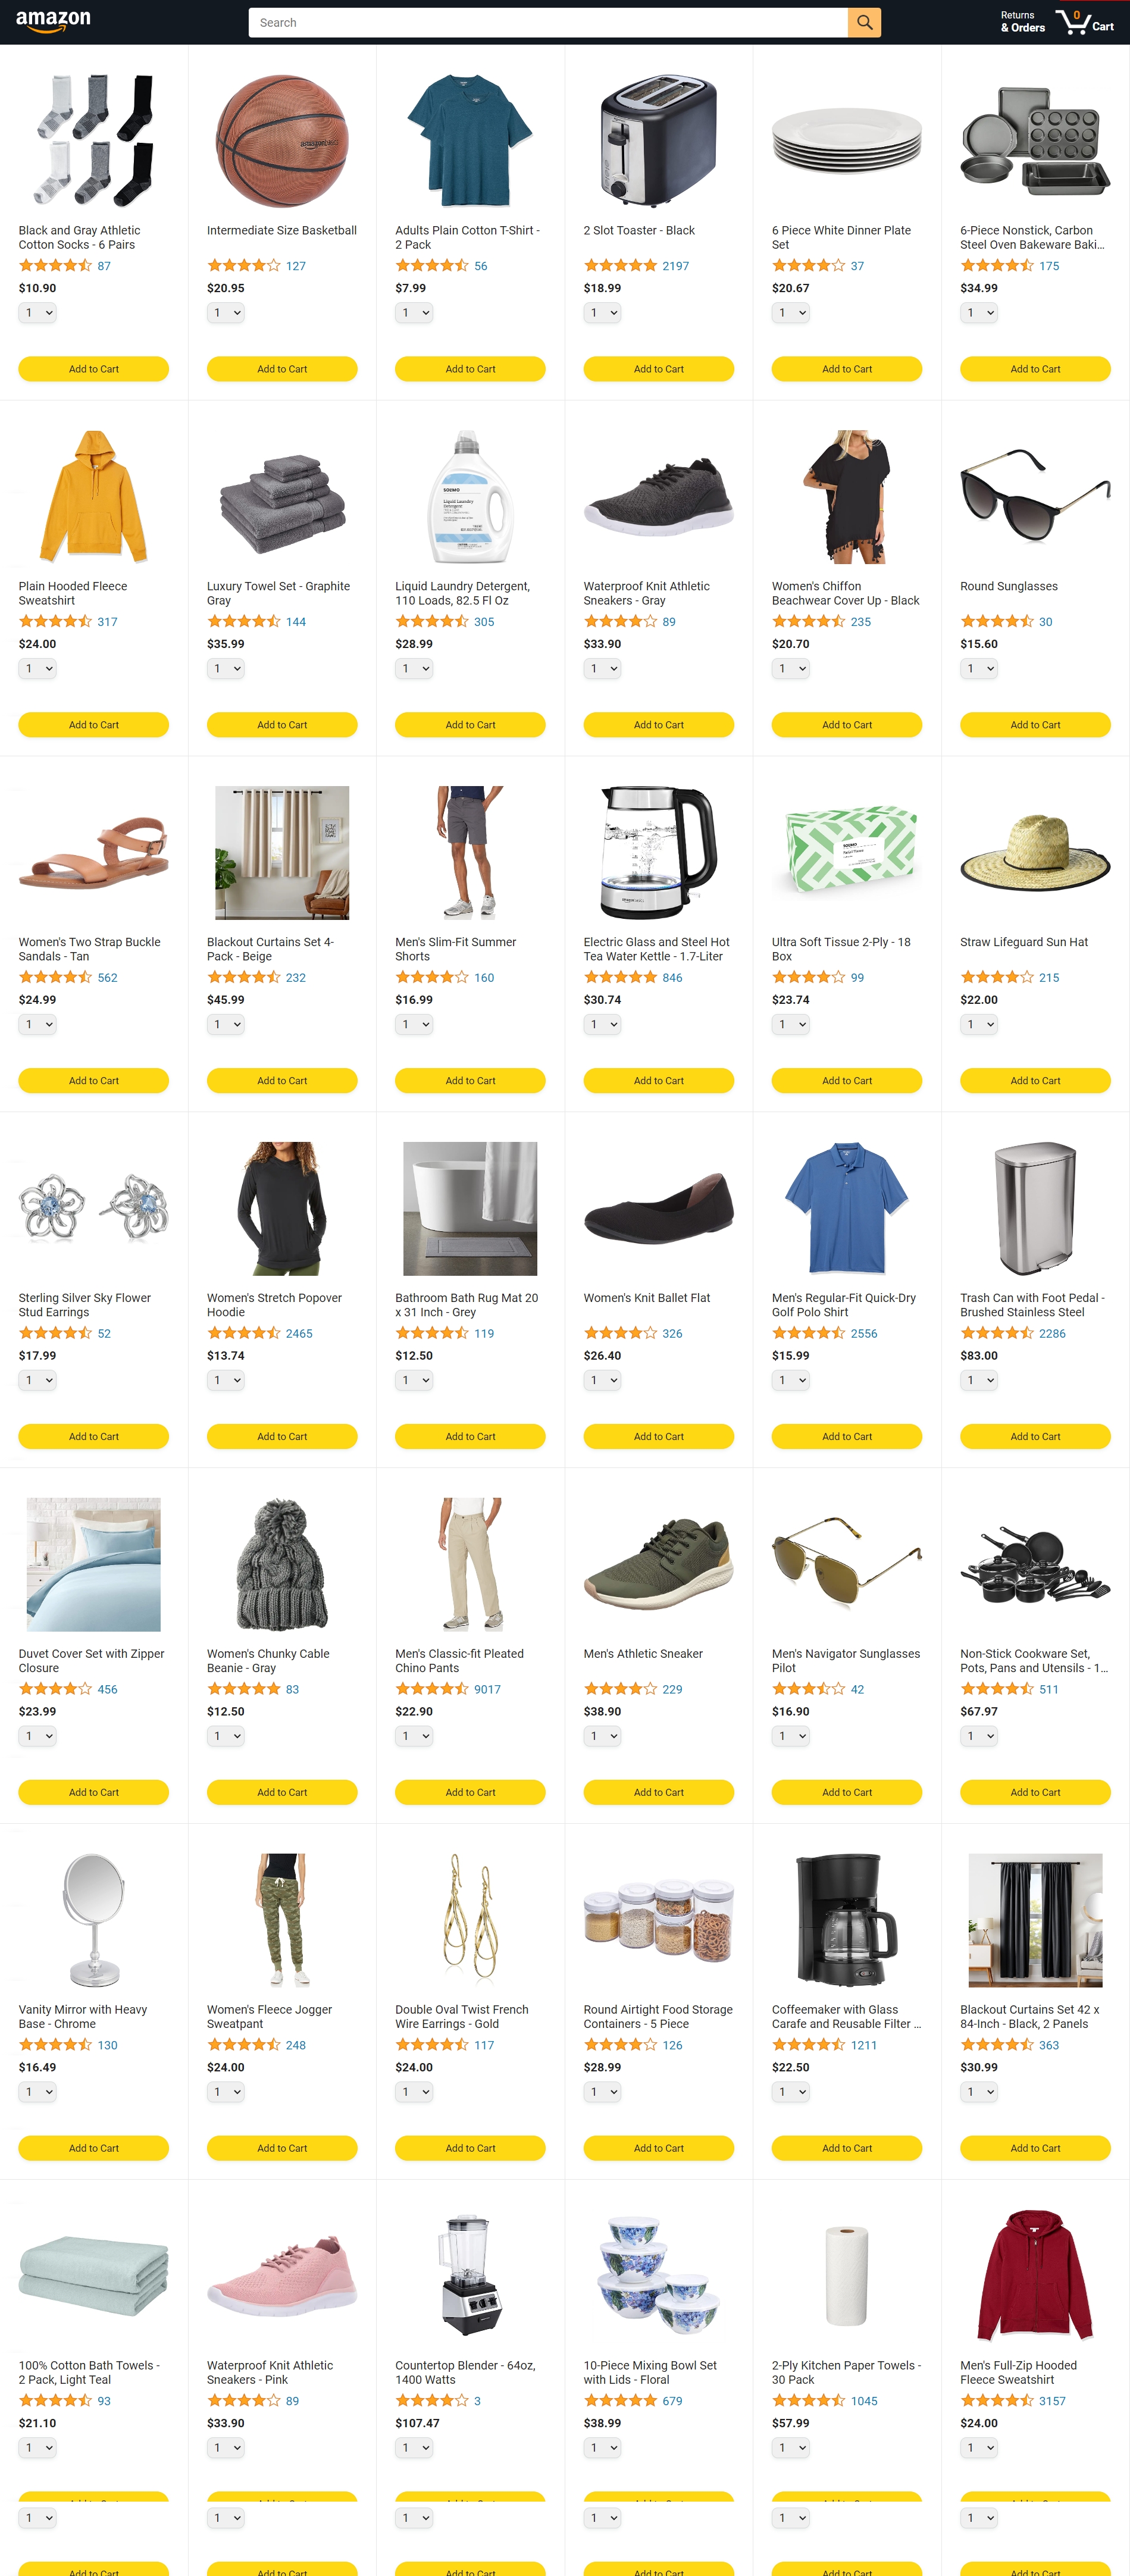 amazon
Search
Returns
& Orders
0
Cart
Black and Gray Athletic
Cotton Socks - 6 Pairs
87
$10.90
1
Add to Cart
Intermediate Size Basketball
127
$20.95
1
Add to Cart
Adults Plain Cotton T-Shirt -
2 Pack
56
$7.99
1
Add to Cart
2 Slot Toaster - Black
2197
$18.99
1
Add to Cart
6 Piece White Dinner Plate
Set
37
$20.67
1
Add to Cart
6-Piece Nonstick, Carbon
Steel Oven Bakeware Baki...
175
$34.99
1
Add to Cart
Plain Hooded Fleece
Sweatshirt
317
$24.00
1
Add to Cart
Luxury Towel Set - Graphite
Gray
144
$35.99
1
Add to Cart
SOLIMO
Liquid Laundry
Detergent
Liquid Laundry Detergent,
110 Loads, 82.5 Fl Oz
305
$28.99
1
Add to Cart
Waterproof Knit Athletic
Sneakers - Gray
89
$33.90
1
Add to Cart
Women's Chiffon
Beachwear Cover Up - Black
235
$20.70
1
Add to Cart
Round Sunglasses
30
$15.60
1
Add to Cart
Women's Two Strap Buckle
Sandals - Tan
562
$24.99
1
Add to Cart
Blackout Curtains Set 4-
Pack - Beige
232
$45.99
1
Add to Cart
Men's Slim-Fit Summer
Shorts
160
$16.99
1
Add to Cart
Electric Glass and Steel Hot
Tea Water Kettle - 1.7-Liter
846
$30.74
1
Add to Cart
SOLIMO
Ultra Soft Tissue 2-Ply - 18
Box
99
$23.74
1
Add to Cart
Straw Lifeguard Sun Hat
215
$22.00
1
Add to Cart
Sterling Silver Sky Flower
Stud Earrings
52
$17.99
1
Add to Cart
Women's Stretch Popover
Hoodie
2465
$13.74
1
Add to Cart
Bathroom Bath Rug Mat 20
x 31 Inch - Grey
119
$12.50
1
Add to Cart
Women's Knit Ballet Flat
326
$26.40
1
Add to Cart
Men's Regular-Fit Quick-Dry
Golf Polo Shirt
2556
$15.99
1
Add to Cart
Trash Can with Foot Pedal -
Brushed Stainless Steel
2286
$83.00
1
Add to Cart
Duvet Cover Set with Zipper
Closure
456
$23.99
1
Add to Cart
Women's Chunky Cable
Beanie - Gray
83
$12.50
1
Add to Cart
Men's Classic-fit Pleated
Chino Pants
9017
$22.90
1
Add to Cart
Men's Athletic Sneaker
229
$38.90
1
Add to Cart
Men's Navigator Sunglasses
Pilot
42
$16.90
1
Add to Cart
Non-Stick Cookware Set,
Pots, Pans and Utensils - 1...
511
$67.97
1
Add to Cart
Vanity Mirror with Heavy
Base - Chrome
130
$16.49
1
Add to Cart
Women's Fleece Jogger
Sweatpant
248
$24.00
1
Add to Cart
Double Oval Twist French
Wire Earrings - Gold
117
$24.00
1
Add to Cart
Round Airtight Food Storage
Containers - 5 Piece
126
$28.99
1
Add to Cart
Coffeemaker with Glass
Carafe and Reusable Filter ...
1211
$22.50
1
Add to Cart
Blackout Curtains Set 42 x
84-Inch - Black, 2 Panels
363
$30.99
1
Add to Cart
100% Cotton Bath Towels -
2 Pack, Light Teal
93
$21.10
1
Waterproof Knit Athletic
Sneakers - Pink
89
$33.90
1
Countertop Blender - 64oz,
1400 Watts
3
$107.47
1
10-Piece Mixing Bowl Set
with Lids - Floral
679
$38.99
1
2-Ply Kitchen Paper Towels -
30 Pack
1045
$57.99
1
Men's Full-Zip Hooded
Fleece Sweatshirt
3157
$24.00
1
1
Add to Cart
1
Add to Cart
1
Add to Cart
1
Add to Cart
1
Add to Cart
1
Add to Cart